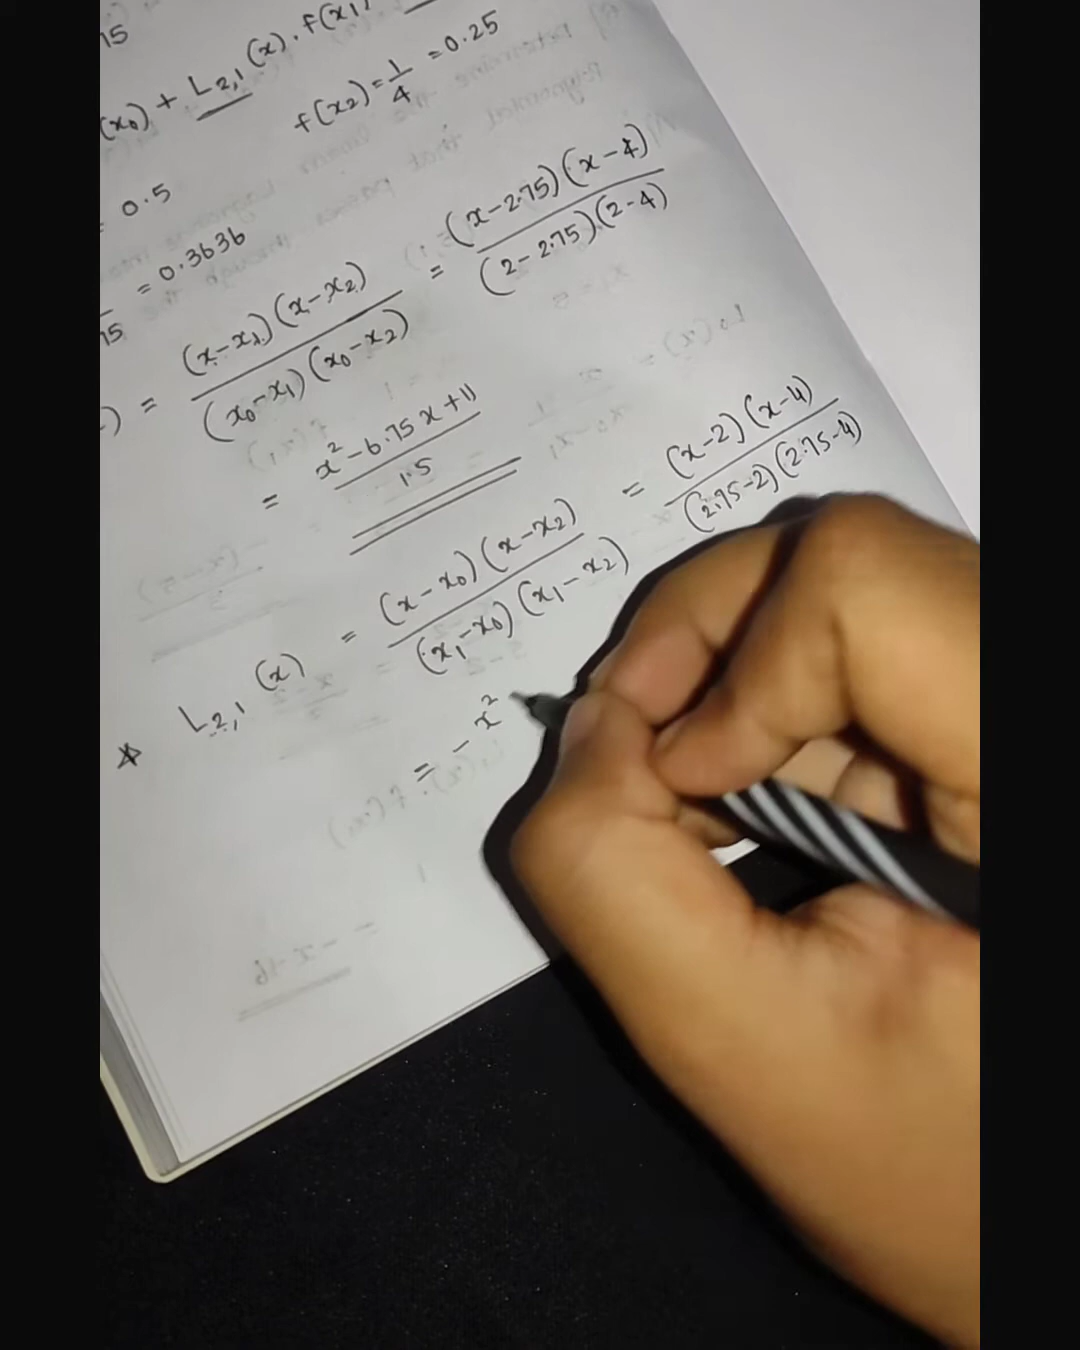 15
(x₀) + L₂,₁(x). f(x₁)
f(x₂) = 1/4 = 0.25
= 0.5
= 0.3636
15
) = (x-x₁)(x-x₂)/(x₀-x₁)(x₀-x₂) = (x-2.75)(x-4)/(2-2.75)(2-4)
= x²-6.75x+11/1.5
* L₂,₁(x) = (x-x₀)(x-x₂)/(x₁-x₀)(x₁-x₂) = (x-2)(x-4)/(2.75-2)(2.75-4)
= -x²